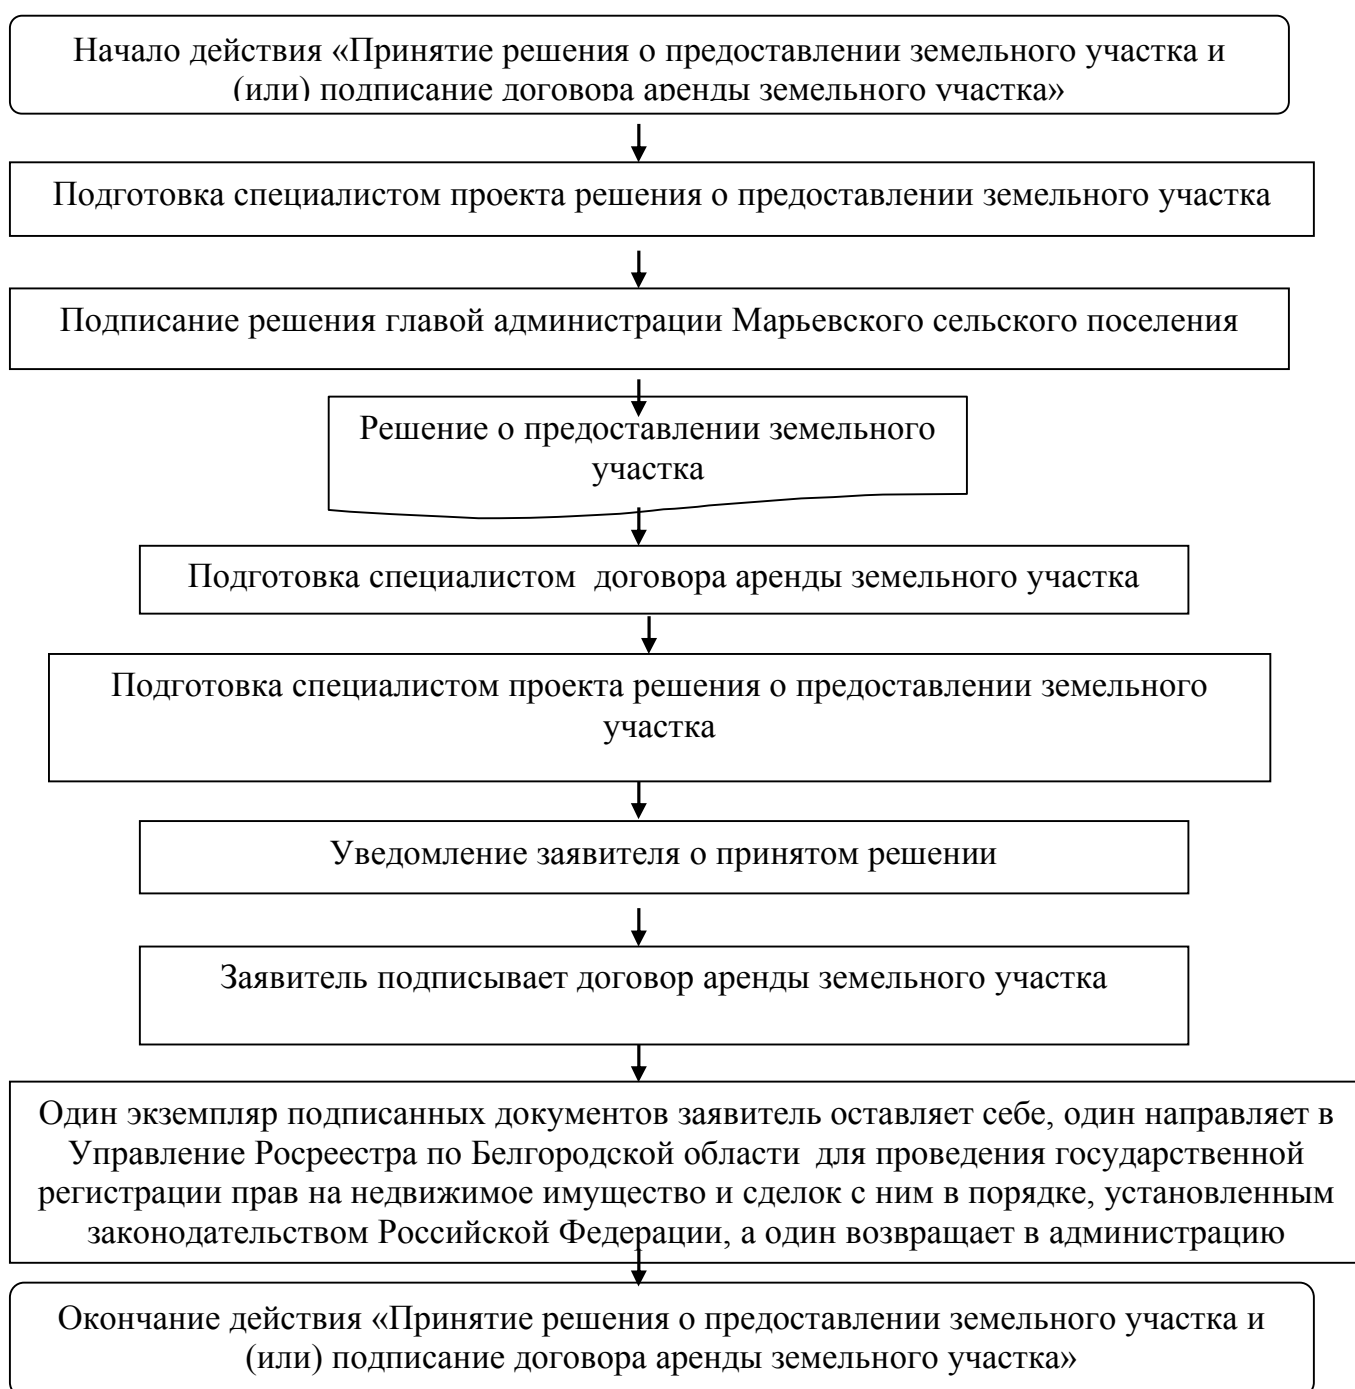 Начало действия «Принятие решения о предоставлении земельного участка и
(или) подписание договора аренды земельного участка»
Подготовка специалистом проекта решения о предоставлении земельного участка
Подписание решения главой администрации Марьевского сельского поселения
Решение о предоставлении земельного
участка
Подготовка специалистом договора аренды земельного участка
Подготовка специалистом проекта решения о предоставлении земельного
участка
Уведомление заявителя о принятом решении
Заявитель подписывает договор аренды земельного участка
Один экземпляр подписанных документов заявитель оставляет себе, один направляет в
Управление Росреестра по Белгородской области для проведения государственной
регистрации прав на недвижимое имущество и сделок с ним в порядке, установленным
законодательством Российской Федерации, а один возвращает в администрацию
Окончание действия «Принятие решения о предоставлении земельного участка и
(или) подписание договора аренды земельного участка»